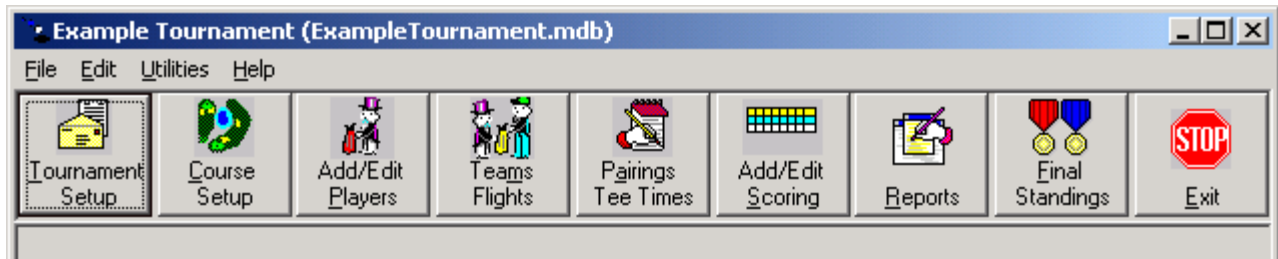 Example Tournament (ExampleTournament.mdb)
File Edit Utilities Help
Tournament Setup
Course Setup
Add/Edit Players
Teams Flights
Pairings Tee Times
Add/Edit Scoring
Reports
Final Standings
STOP
Exit